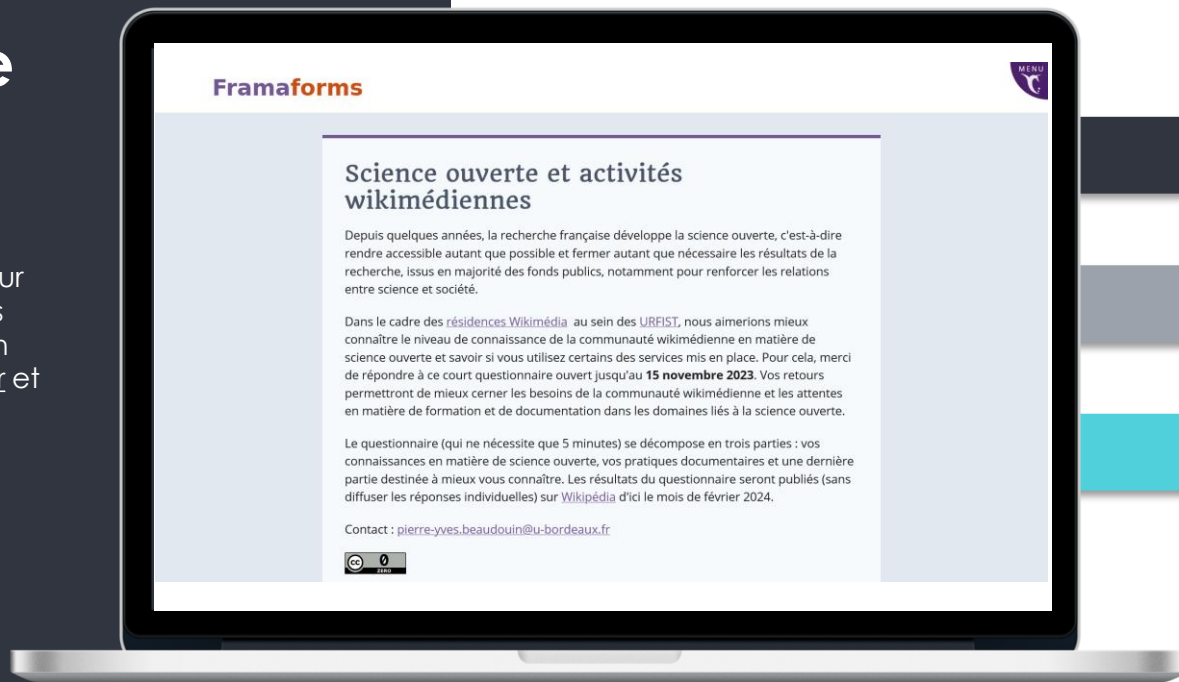 e
ur
s
n
r et
Framaforms
MENU
Science ouverte et activités
wikimédiennes
Depuis quelques années, la recherche française développe la science ouverte, c'est-à-dire
rendre accessible autant que possible et fermer autant que nécessaire les résultats de la
recherche, issus en majorité des fonds publics, notamment pour renforcer les relations
entre science et société.
Dans le cadre des résidences Wikimédia au sein des URFIST, nous aimerions mieux
connaître le niveau de connaissance de la communauté wikimédienne en matière de
science ouverte et savoir si vous utilisez certains des services mis en place. Pour cela, merci
de répondre à ce court questionnaire ouvert jusqu'au 15 novembre 2023. Vos retours
permettront de mieux cerner les besoins de la communauté wikimédienne et les attentes
en matière de formation et de documentation dans les domaines liés à la science ouverte.
Le questionnaire (qui ne nécessite que 5 minutes) se décompose en trois parties : vos
connaissances en matière de science ouverte, vos pratiques documentaires et une dernière
partie destinée à mieux vous connaître. Les résultats du questionnaire seront publiés (sans
diffuser les réponses individuelles) sur Wikipédia d'ici le mois de février 2024.
Contact : pierre-yves.beaudouin@u-bordeaux.fr
cc 0
ZERO